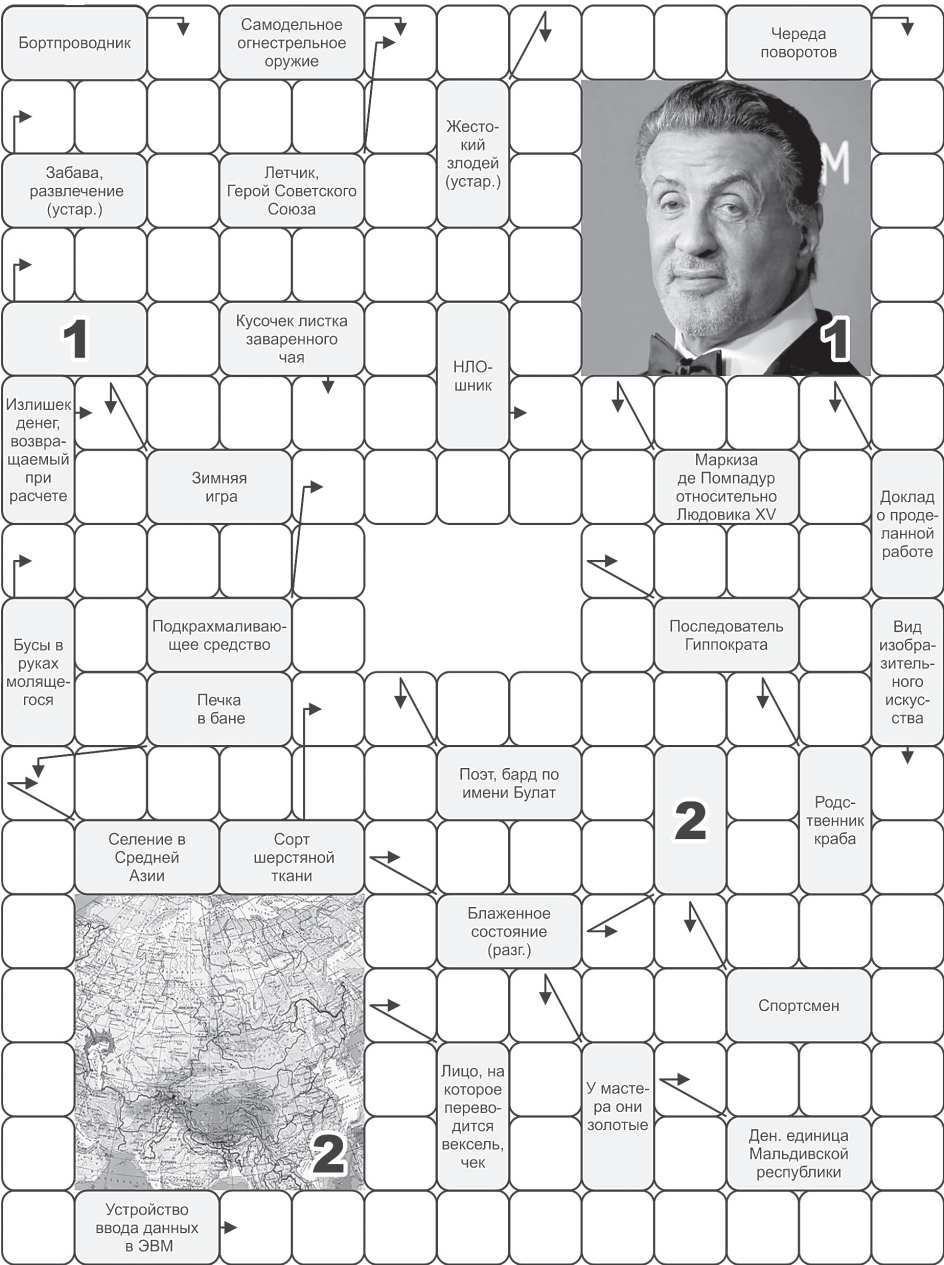 Бортпроводник
Самодельное
огнестрельное
оружие
Череда
поворотов
Жесто-
кий
злодей
(устар.)
M
Забава,
развлечение
(устар.)
Летчик,
Герой Советского
Союза
1
Кусочек листка
заваренного
чая
НЛО-
шник
1
Излишек
денег,
возвра-
щаемый
при
расчете
Зимняя
игра
Маркиза
де Помпадур
относительно
Людовика XV
Доклад
о проде-
ланной
работе
Бусы в
руках
моляще-
гося
Подкрахмаливаю-
щее средство
Последователь
Гиппократа
Вид
изобра-
зитель-
ного
искус-
ства
Печка
в бане
Поэт, бард по
имени Булат
2
Родс-
твенник
краба
Селение в
Средней
Азии
Сорт
шерстяной
ткани
Блаженное
состояние
(разг.)
Спортсмен
Лицо, на
которое
перево-
дится
вексель,
чек
У масте-
ра они
золотые
2
Ден. единица
Мальдивской
республики
Устройство
ввода данных
в ЭВМ